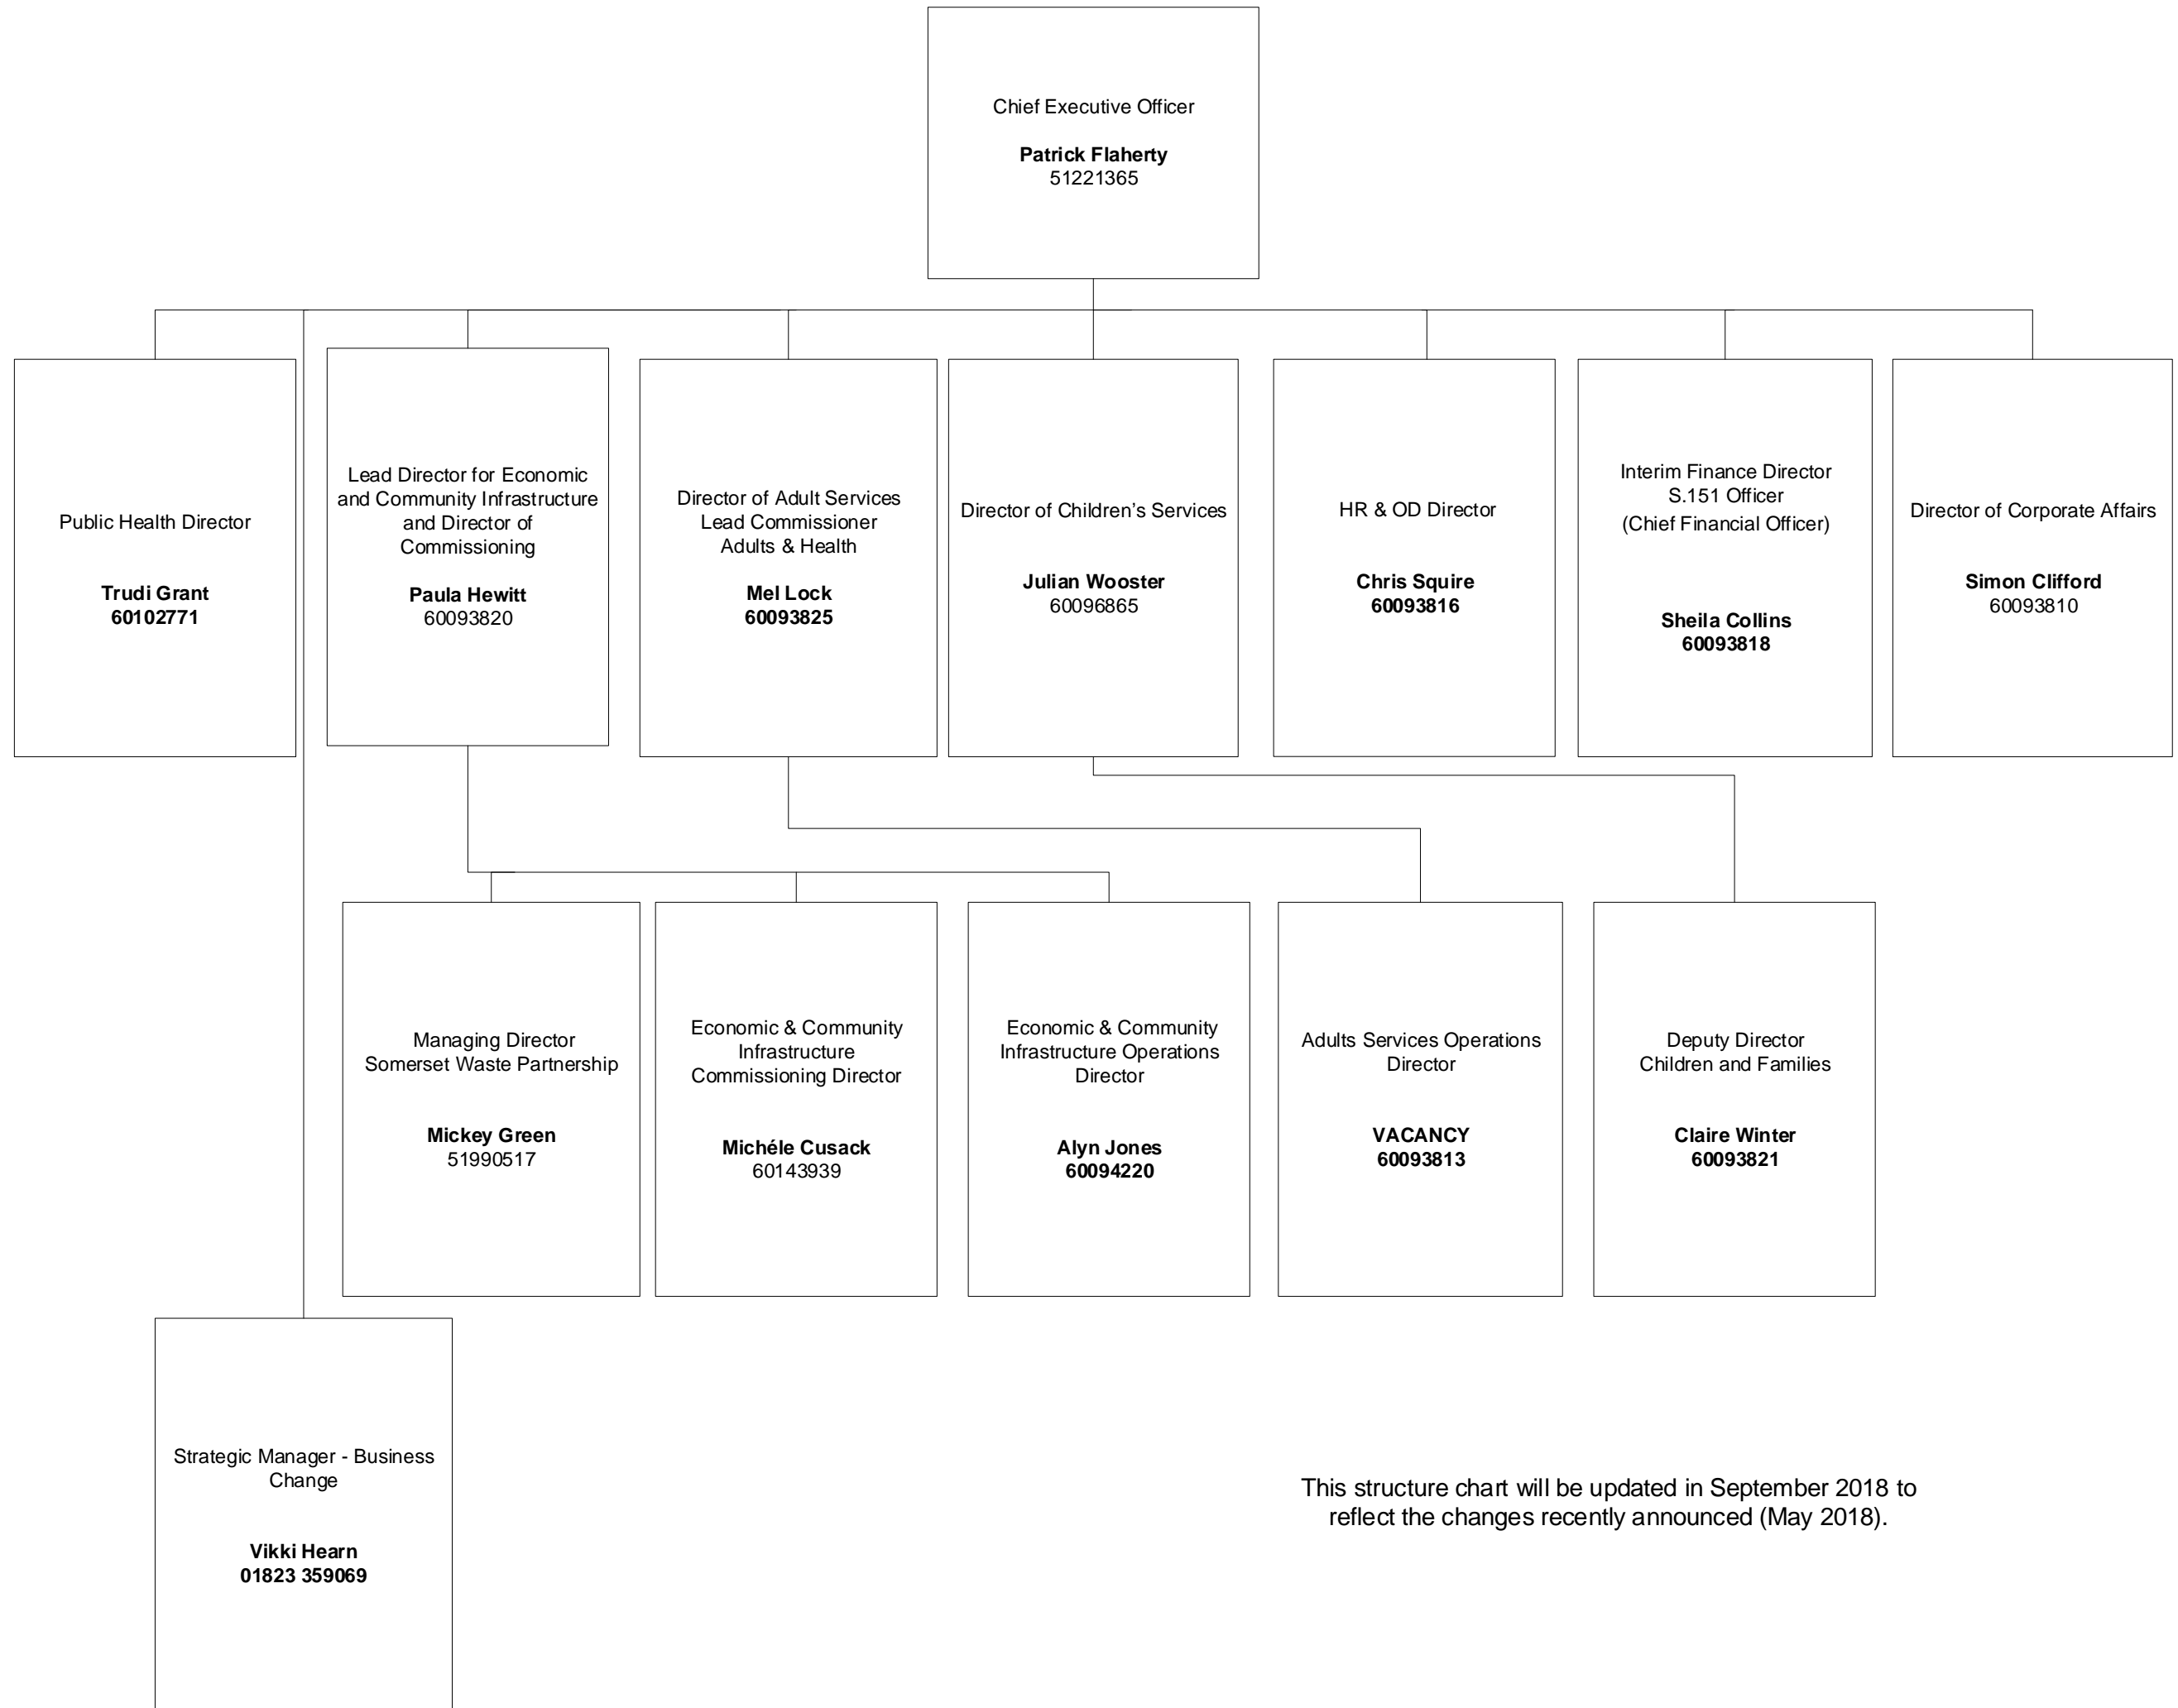 Chief Executive Officer
Patrick Flaherty
51221365
Public Health Director
Trudi Grant
60102771
Lead Director for Economic
and Community Infrastructure
and Director of
Commissioning
Paula Hewitt
60093820
Director of Adult Services
Lead Commissioner
Adults & Health
Mel Lock
60093825
Director of Children's Services
Julian Wooster
60096865
HR & OD Director
Chris Squire
60093816
Interim Finance Director
S.151 Officer
(Chief Financial Officer)
Sheila Collins
60093818
Director of Corporate Affairs
Simon Clifford
60093810
Managing Director
Somerset Waste Partnership
Mickey Green
51990517
Economic & Community
Infrastructure
Commissioning Director
Michéle Cusack
60143939
Economic & Community
Infrastructure Operations
Director
Alyn Jones
60094220
Adults Services Operations
Director
VACANCY
60093813
Deputy Director
Children and Families
Claire Winter
60093821
Strategic Manager - Business
Change
Vikki Hearn
01823 359069
This structure chart will be updated in September 2018 to
reflect the changes recently announced (May 2018).